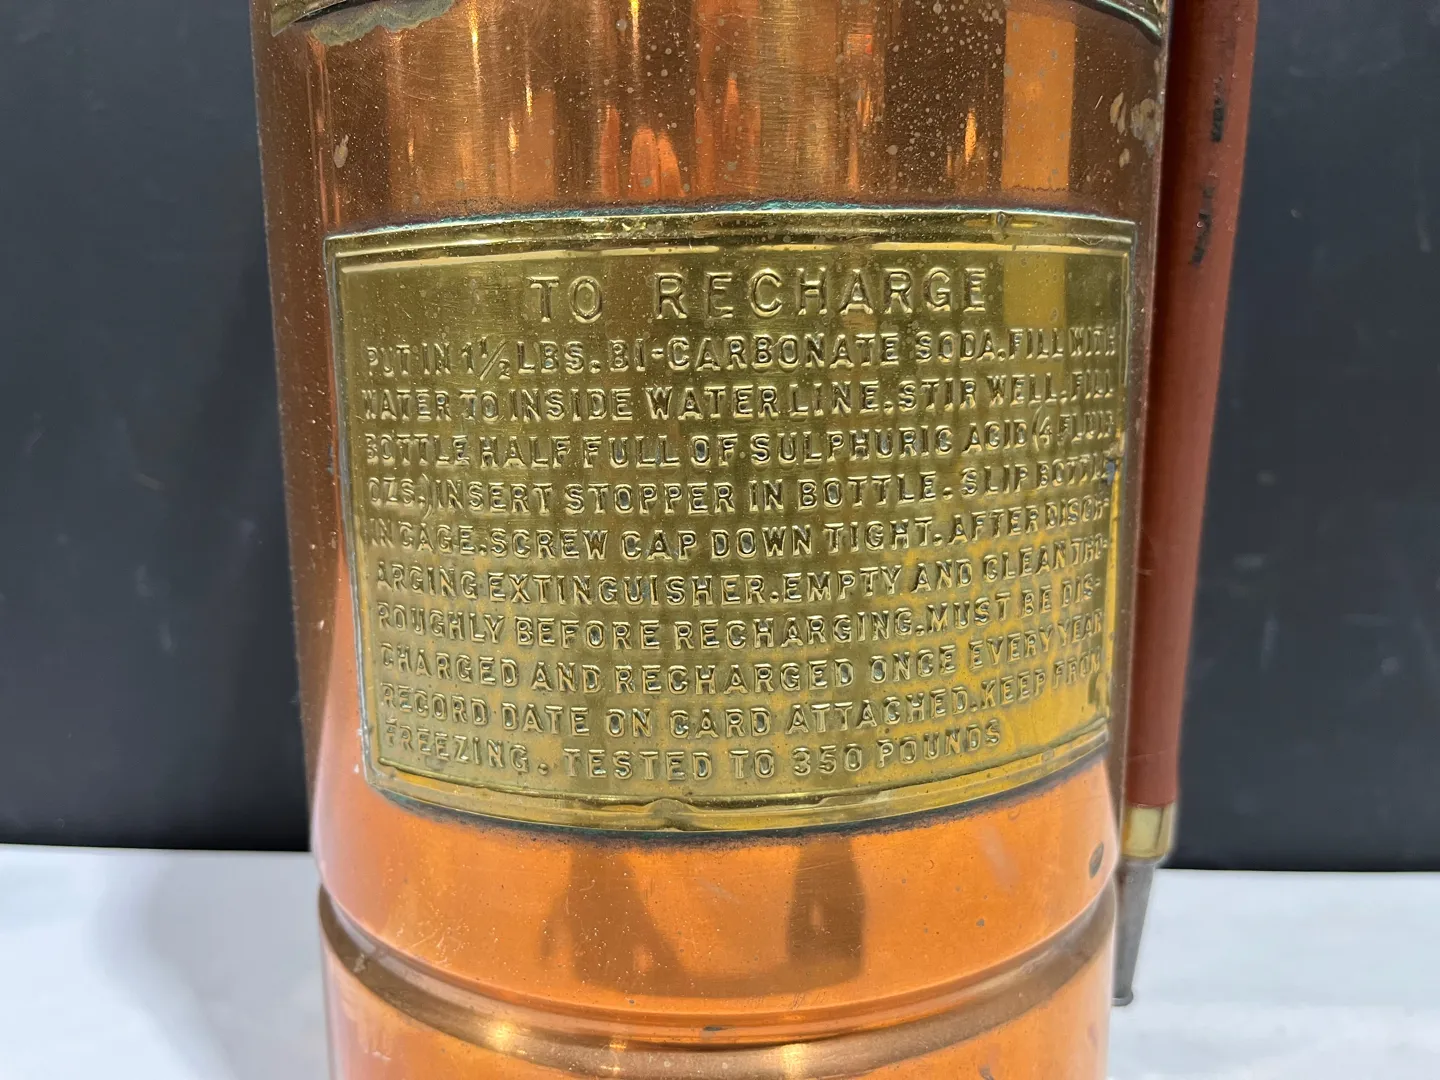 TO RECHARGE
PUT IN 1½ LBS. BI-CARBONATE SODA. FILL WITH
WATER TO INSIDE WATER LINE. STIR WELL. FILL
BOTTLE HALF FULL OF SULPHURIC ACID (4 FLUID
OZS.) INSERT STOPPER IN BOTTLE. SLIP BOTTLE
IN CAGE. SCREW CAP DOWN TIGHT. AFTER DISCH-
ARGING EXTINGUISHER. EMPTY AND CLEAN THO-
ROUGHLY BEFORE RECHARGING. MUST BE DIS-
CHARGED AND RECHARGED ONCE EVERY YEAR
RECORD DATE ON CARD ATTACHED. KEEP FROM
FREEZING. TESTED TO 350 POUNDS